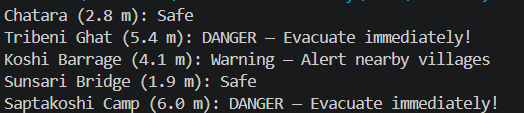 Chatara (2.8 m): Safe
Tribeni Ghat (5.4 m): DANGER – Evacuate immediately!
Koshi Barrage (4.1 m): Warning – Alert nearby villages
Sunsari Bridge (1.9 m): Safe
Saptakoshi Camp (6.0 m): DANGER – Evacuate immediately!